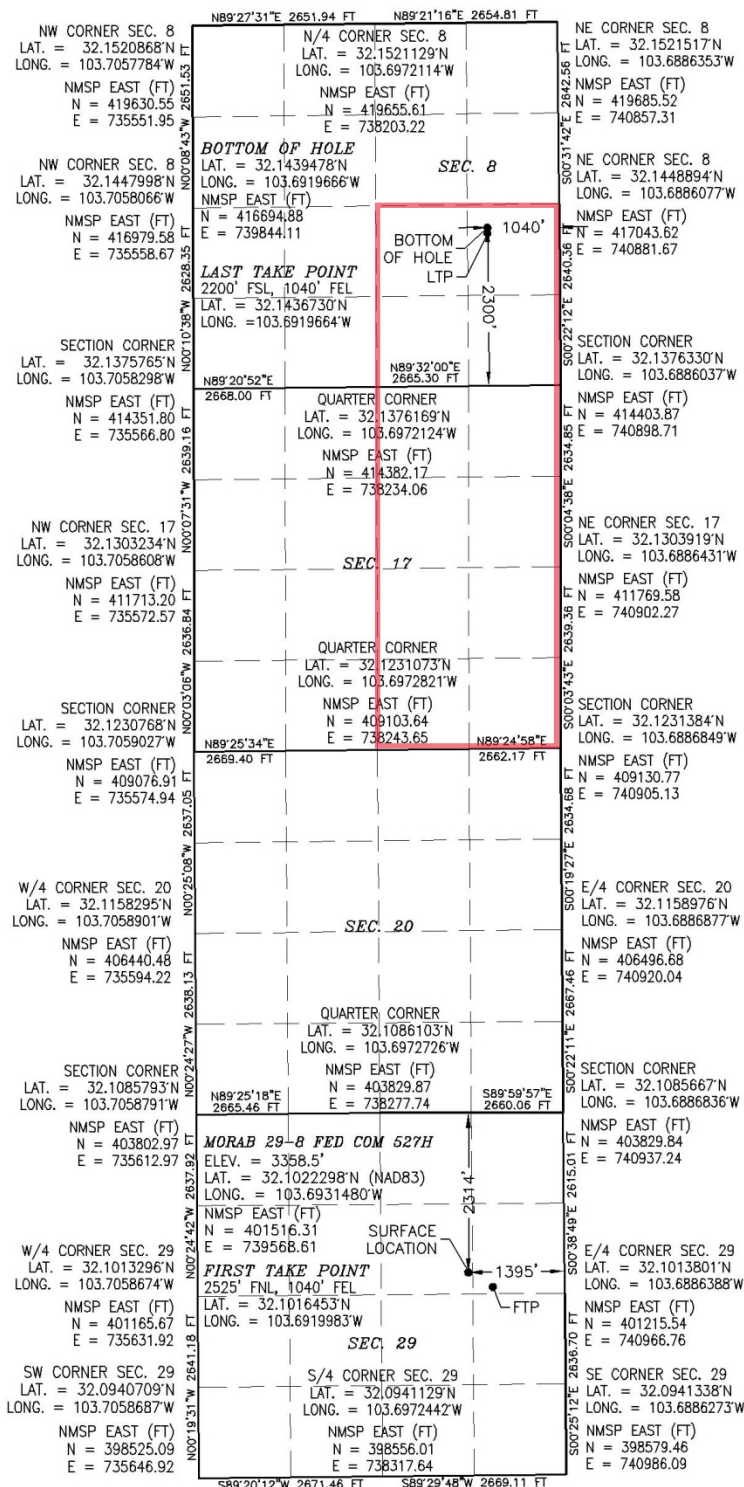 N89°27'31"E 2651.94 FT
N89°21'16"E 2654.81 FT
NW CORNER SEC. 8
LAT. = 32.1520868°N
LONG. = 103.7057784°W
NMSP EAST (FT)
N = 419630.55
E = 735551.95
N/4 CORNER SEC. 8
LAT. = 32.1521129°N
LONG. = 103.6972114°W
NMSP EAST (FT)
N = 419655.61
E = 738203.22
NE CORNER SEC. 8
LAT. = 32.1521517°N
LONG. = 103.6886353°W
NMSP EAST (FT)
N = 419685.52
E = 740857.31
N00°08'43"W 2651.53 FT
S00°31'42"E 2642.56 FT
BOTTOM OF HOLE
LAT. = 32.1439478°N
LONG. = 103.6919666°W
NMSP EAST (FT)
N = 416694.88
E = 739844.11
SEC. 8
NW CORNER SEC. 8
LAT. = 32.1447998°N
LONG. = 103.7058066°W
NMSP EAST (FT)
N = 416979.58
E = 735558.67
NE CORNER SEC. 8
LAT. = 32.1448894°N
LONG. = 103.6886077°W
NMSP EAST (FT)
N = 417043.62
E = 740881.67
BOTTOM
OF HOLE
LTP
1040'
2300'
LAST TAKE POINT
2200' FSL, 1040' FEL
LAT. = 32.1436730°N
LONG. =103.6919664°W
N00°10'38"W 2628.35 FT
S00°22'12"E 2640.36 FT
SECTION CORNER
LAT. = 32.1375765°N
LONG. = 103.7058298°W
NMSP EAST (FT)
N = 414351.80
E = 735566.80
N89°20'52"E
2668.00 FT
N89°32'00"E
2665.30 FT
QUARTER CORNER
LAT. = 32.1376169°N
LONG. = 103.6972124°W
NMSP EAST (FT)
N = 414382.17
E = 738234.06
SECTION CORNER
LAT. = 32.1376330°N
LONG. = 103.6886037°W
NMSP EAST (FT)
N = 414403.87
E = 740898.71
N00°07'31"W 2639.16 FT
S00°04'38"E 2634.85 FT
NW CORNER SEC. 17
LAT. = 32.1303234°N
LONG. = 103.7058608°W
NMSP EAST (FT)
N = 411713.20
E = 735572.57
SEC. 17
NE CORNER SEC. 17
LAT. = 32.1303919°N
LONG. = 103.6886431°W
NMSP EAST (FT)
N = 411769.58
E = 740902.27
N00°03'06"W 2636.84 FT
S00°03'43"E 2639.36 FT
SECTION CORNER
LAT. = 32.1230768°N
LONG. = 103.7059027°W
NMSP EAST (FT)
N = 409076.91
E = 735574.94
QUARTER CORNER
LAT. = 32.1231073°N
LONG. = 103.6972821°W
NMSP EAST (FT)
N = 409103.64
E = 738243.65
N89°25'34"E
2669.40 FT
N89°24'58"E
2662.17 FT
SECTION CORNER
LAT. = 32.1231384°N
LONG. = 103.6886849°W
NMSP EAST (FT)
N = 409130.77
E = 740905.13
N00°25'08"W 2637.05 FT
S00°19'27"E 2634.68 FT
W/4 CORNER SEC. 20
LAT. = 32.1158295°N
LONG. = 103.7058901°W
NMSP EAST (FT)
N = 406440.48
E = 735594.22
SEC. 20
E/4 CORNER SEC. 20
LAT. = 32.1158976°N
LONG. = 103.6886877°W
NMSP EAST (FT)
N = 406496.68
E = 740920.04
N00°24'27"W 2638.13 FT
S00°22'11"E 2667.46 FT
SECTION CORNER
LAT. = 32.1085793°N
LONG. = 103.7058791°W
NMSP EAST (FT)
N = 403802.97
E = 735612.97
QUARTER CORNER
LAT. = 32.1086103°N
LONG. = 103.6972726°W
NMSP EAST (FT)
N = 403829.87
E = 738277.74
N89°25'18"E
2665.46 FT
S89°59'57"E
2660.06 FT
SECTION CORNER
LAT. = 32.1085667°N
LONG. = 103.6886836°W
NMSP EAST (FT)
N = 403829.84
E = 740937.24
N00°24'42"W 2637.92 FT
S00°38'49"E 2615.01 FT
MORAB 29-8 FED COM 527H
ELEV. = 3358.5'
LAT. = 32.1022298°N (NAD83)
LONG. = 103.6931480°W
NMSP EAST (FT)
N = 401516.31
E = 739568.61
2314'
SURFACE
LOCATION
1395'
FTP
FIRST TAKE POINT
2525' FNL, 1040' FEL
LAT. = 32.1016453°N
LONG. = 103.6919983°W
W/4 CORNER SEC. 29
LAT. = 32.1013296°N
LONG. = 103.7058674°W
NMSP EAST (FT)
N = 401165.67
E = 735631.92
E/4 CORNER SEC. 29
LAT. = 32.1013801°N
LONG. = 103.6886388°W
NMSP EAST (FT)
N = 401215.54
E = 740966.76
SEC. 29
N00°19'31"W 2641.18 FT
S00°25'12"E 2636.70 FT
SW CORNER SEC. 29
LAT. = 32.0940709°N
LONG. = 103.7058687°W
NMSP EAST (FT)
N = 398525.09
E = 735646.92
S/4 CORNER SEC. 29
LAT. = 32.0941129°N
LONG. = 103.6972442°W
NMSP EAST (FT)
N = 398556.01
E = 738317.64
SE CORNER SEC. 29
LAT. = 32.0941338°N
LONG. = 103.6886273°W
NMSP EAST (FT)
N = 398579.46
E = 740986.09
S89°20'12"W 2671.46 FT
S89°29'48"W 2669.11 FT